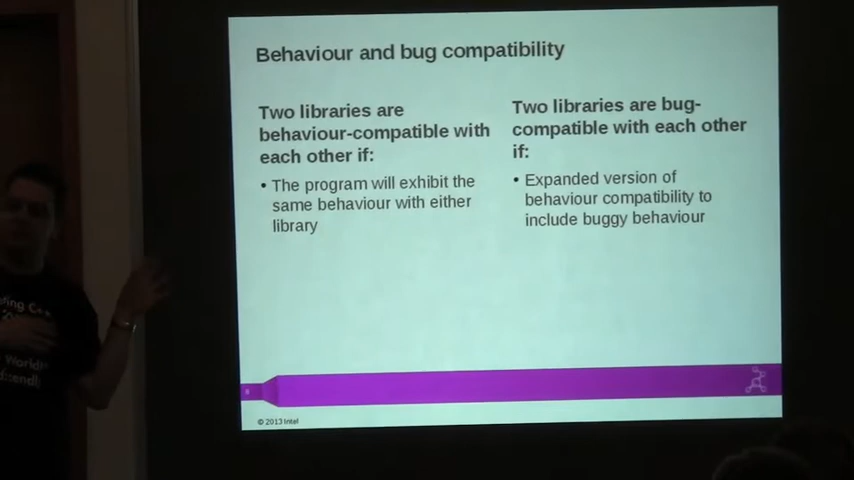 Behaviour and bug compatibility
Two libraries are
behaviour-compatible with
each other if:
• The program will exhibit the
same behaviour with either
library
Two libraries are bug-
compatible with each other
if:
• Expanded version of
behaviour compatibility to
include buggy behaviour
© 2013 Intel
ting C++
World